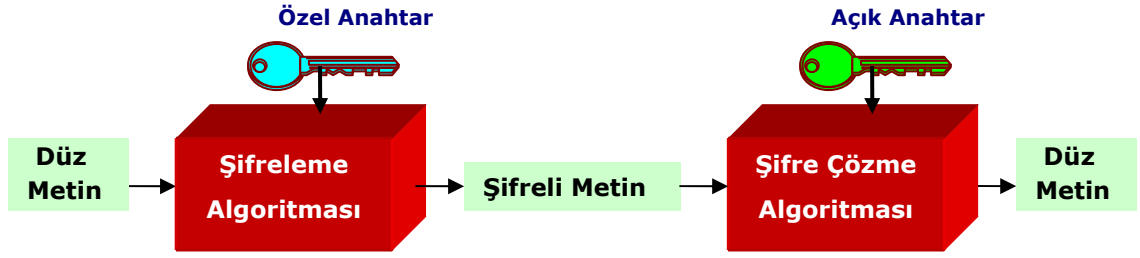 Özel Anahtar
Açık Anahtar
Düz
Metin
Şifreleme
Algoritması
Şifreli Metin
Şifre Çözme
Algoritması
Düz
Metin